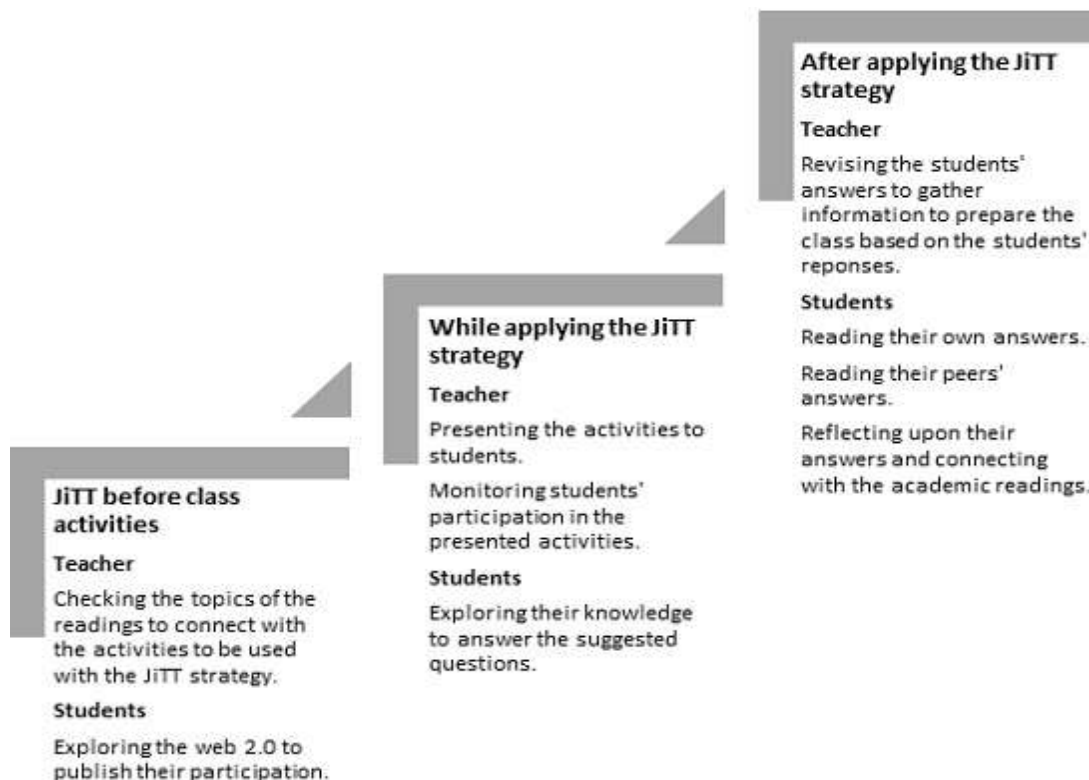 JiTT before class
activities
Teacher
Checking the topics of the
readings to connect with
the activities to be used
with the JiTT strategy.
Students
Exploring the web 2.0 to
publish their participation.
While applying the JiTT
strategy
Teacher
Presenting the activities to
students.
Monitoring students'
participation in the
presented activities.
Students
Exploring their knowledge
to answer the suggested
questions.
After applying the JiTT
strategy
Teacher
Revising the students'
answers to gather
information to prepare the
class based on the students'
reponses.
Students
Reading their own answers.
Reading their peers'
answers.
Reflecting upon their
answers and connecting
with the academic readings.